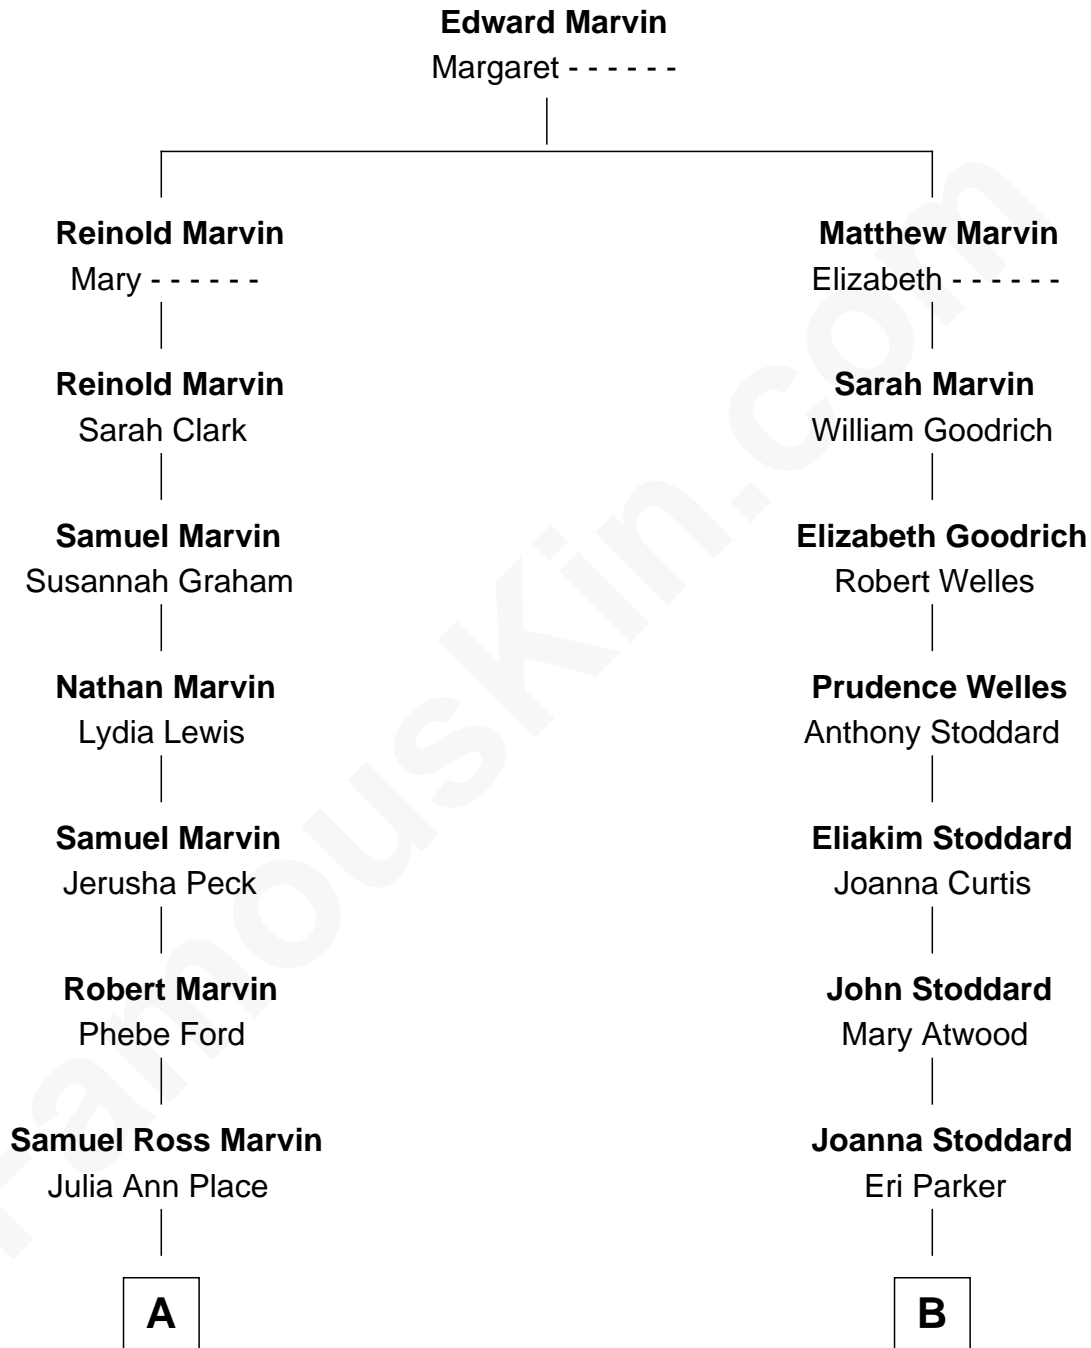 Edward Marvin
Margaret - - - - - -
Reinold Marvin
Mary - - - - - -
Matthew Marvin
Elizabeth - - - - - -
Reinold Marvin
Sarah Clark
Sarah Marvin
William Goodrich
Samuel Marvin
Susannah Graham
Elizabeth Goodrich
Robert Welles
Nathan Marvin
Lydia Lewis
Prudence Welles
Anthony Stoddard
Samuel Marvin
Jerusha Peck
Eliakim Stoddard
Joanna Curtis
Robert Marvin
Phebe Ford
John Stoddard
Mary Atwood
Samuel Ross Marvin
Julia Ann Place
Joanna Stoddard
Eri Parker
A
B
FamousKin.com